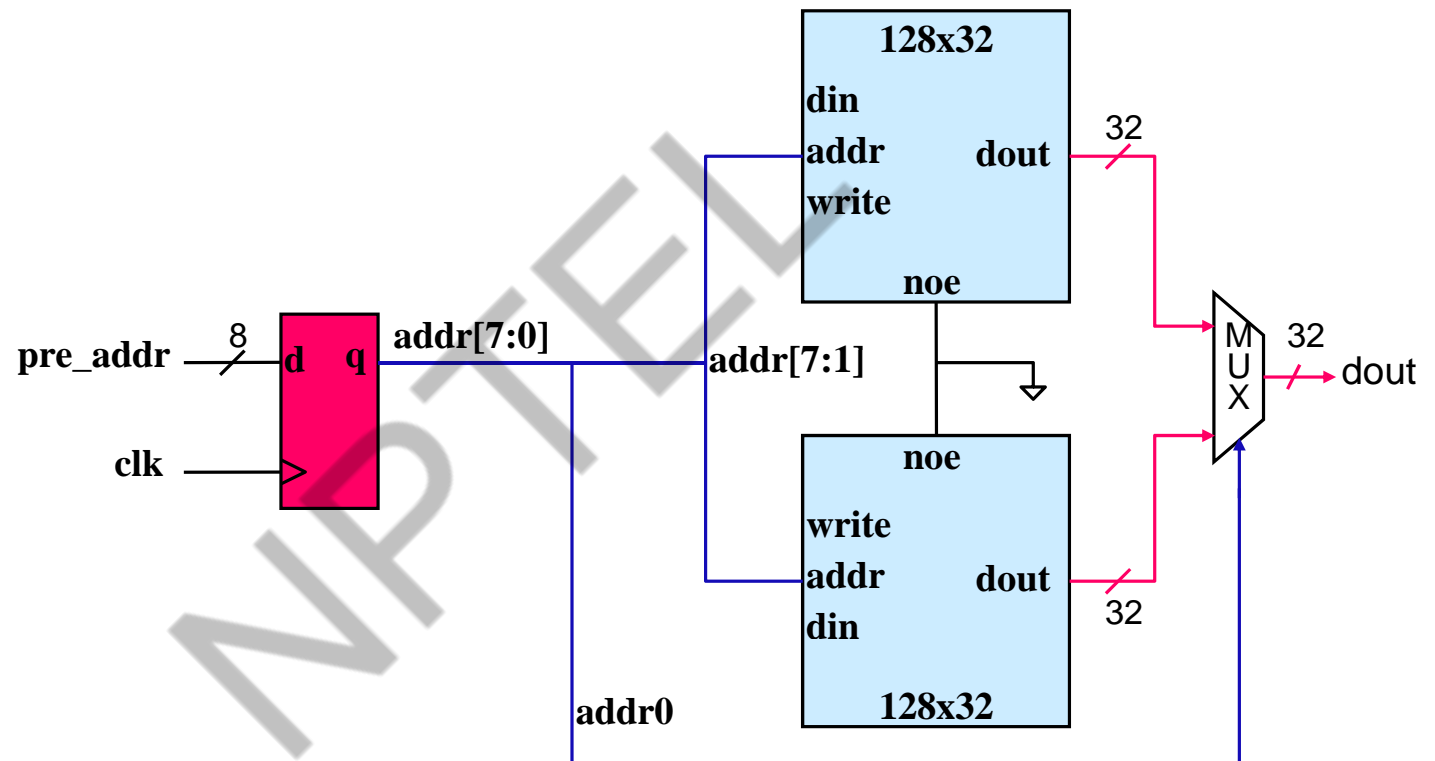 128x32
din
addr
write
dout
noe
32
pre_addr
8
d
q
clk
addr[7:0]
addr[7:1]
addr0
MUX
32
dout
noe
write
addr
din
dout
32
128x32
NPTEL